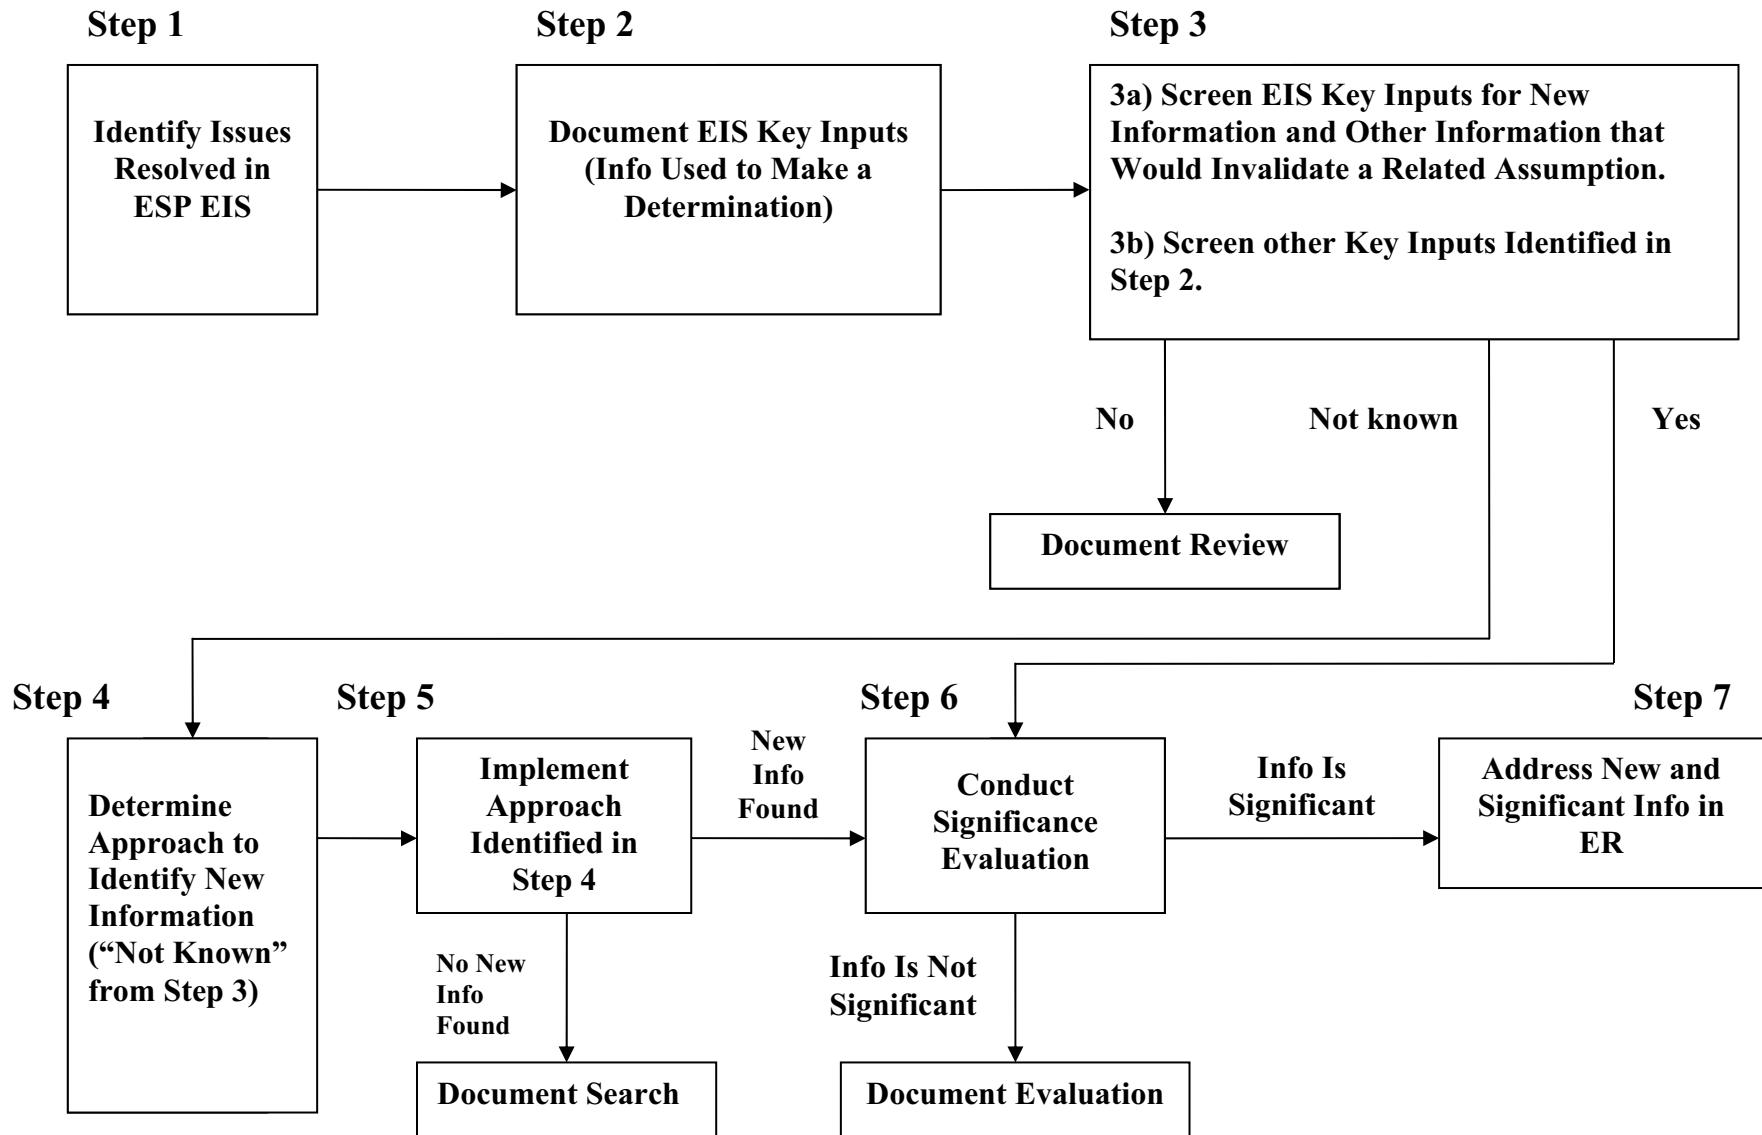 Step 1
Step 2
Step 3
Identify Issues
Resolved in
ESP EIS
Document EIS Key Inputs
(Info Used to Make a
Determination)
3a) Screen EIS Key Inputs for New
Information and Other Information that
Would Invalidate a Related Assumption.
3b) Screen other Key Inputs Identified in
Step 2.
No
Not known
Yes
Document Review
Step 4
Step 5
Step 6
Step 7
Determine
Approach to
Identify New
Information
(“Not Known”
from Step 3)
Implement
Approach
Identified in
Step 4
New
Info
Found
Conduct
Significance
Evaluation
Info Is
Significant
Address New and
Significant Info in
ER
No New
Info
Found
Info Is Not
Significant
Document Search
Document Evaluation